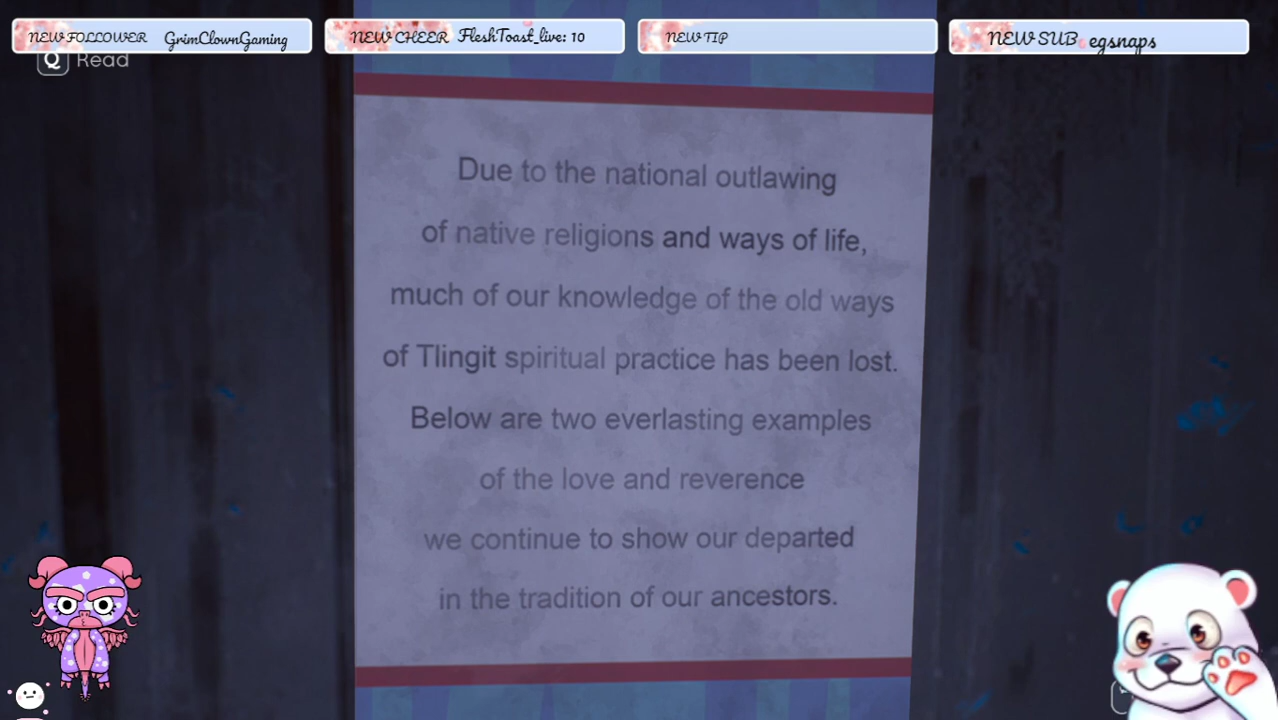 NEW FOLLOWER GrimClownGaming
NEW CHEER FleshToast_live: 10
NEW TIP
NEW SUB egsnaps
Q Read
Due to the national outlawing
of native religions and ways of life,
much of our knowledge of the old ways
of Tlingit spiritual practice has been lost.
Below are two everlasting examples
of the love and reverence
we continue to show our departed
in the tradition of our ancestors.